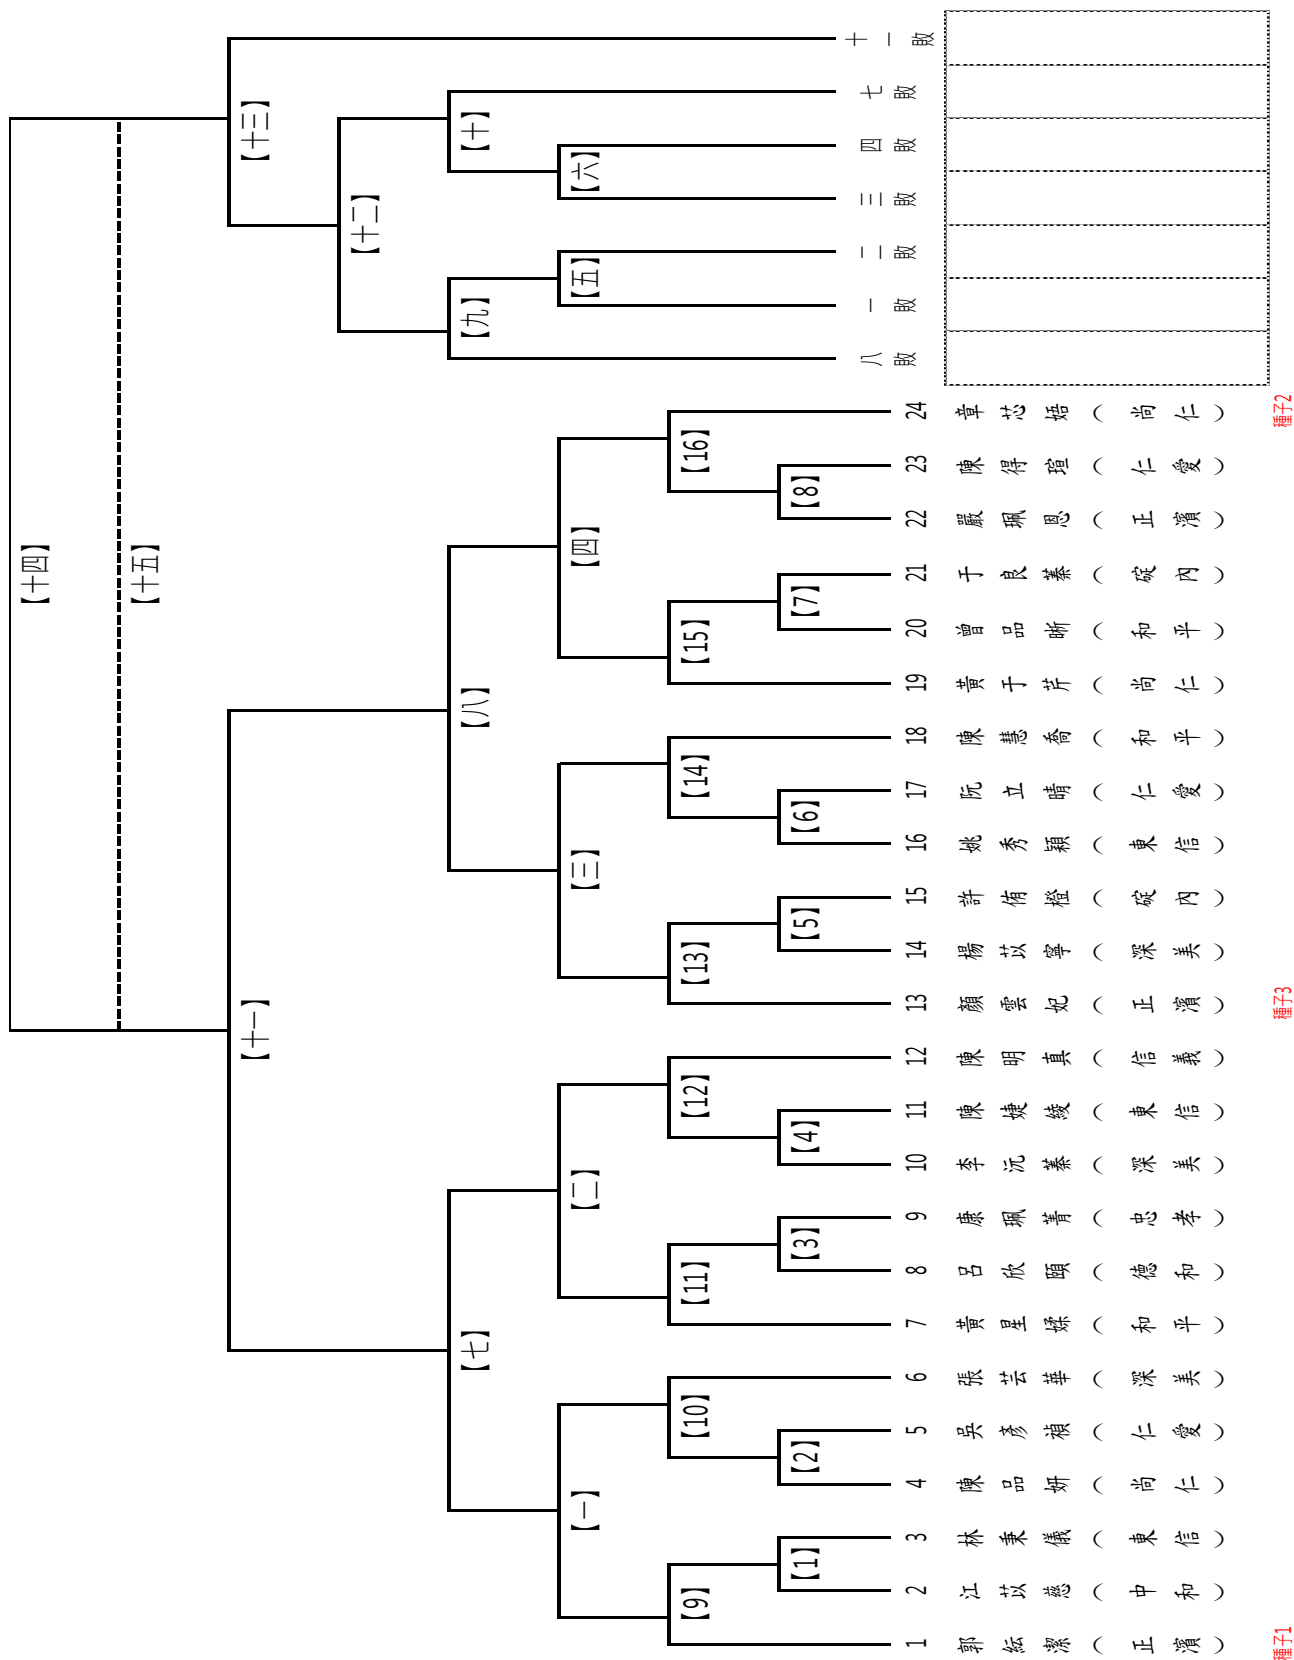 十一敗
七敗
四敗
三敗
二敗
一敗
八敗
24 章芯娪(尚仁) 種子2
23 陳得瑄(仁愛)
22 嚴珮恩(正濱)
21 于良蓁(碇內)
20 曾品晰(和平)
19 黃于芹(尚仁)
18 陳慧喬(和平)
17 阮立晴(仁愛)
16 姚秀穎(東信)
15 許侑橙(碇內)
14 楊苡寧(深美)
13 顏雲妃(正濱) 種子3
12 陳明真(信義)
11 陳婕綾(東信)
10 李沅蓁(深美)
9 康珮菁(忠孝)
8 呂欣頤(德和)
7 黃星媃(和平)
6 張芸華(深美)
5 吳彥禎(仁愛)
4 陳品妍(尚仁)
3 林秉儀(東信)
2 江苡慈(中和)
1 郭紜潔(正濱) 種子1
【十四】
【十五】
【十三】
【十一】
【十二】
【十】
【九】
【八】
【七】
【六】
【五】
【四】
【三】
【二】
【一】
【16】
【15】
【14】
【13】
【12】
【11】
【10】
【9】
【8】
【7】
【6】
【5】
【4】
【3】
【2】
【1】